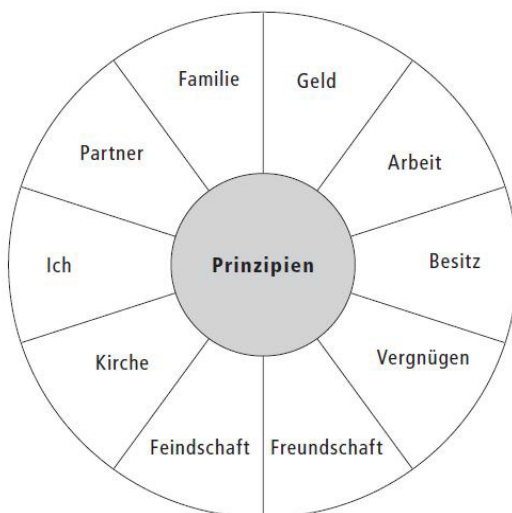 Familie
Geld
Partner
Arbeit
Ich
Prinzipien
Besitz
Kirche
Vergnügen
Feindschaft
Freundschaft